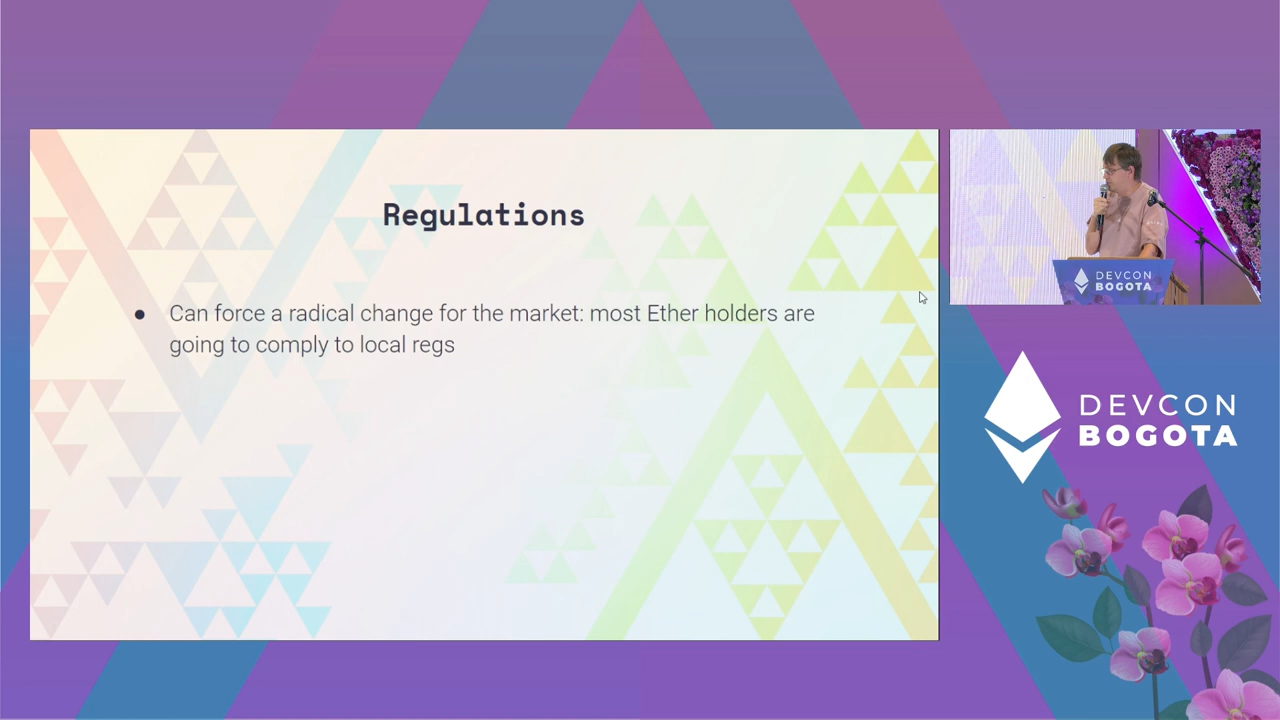 Regulations
● Can force a radical change for the market: most Ether holders are
going to comply to local regs
DEVCON
BOGOTA
DEVCON
BOGOTA